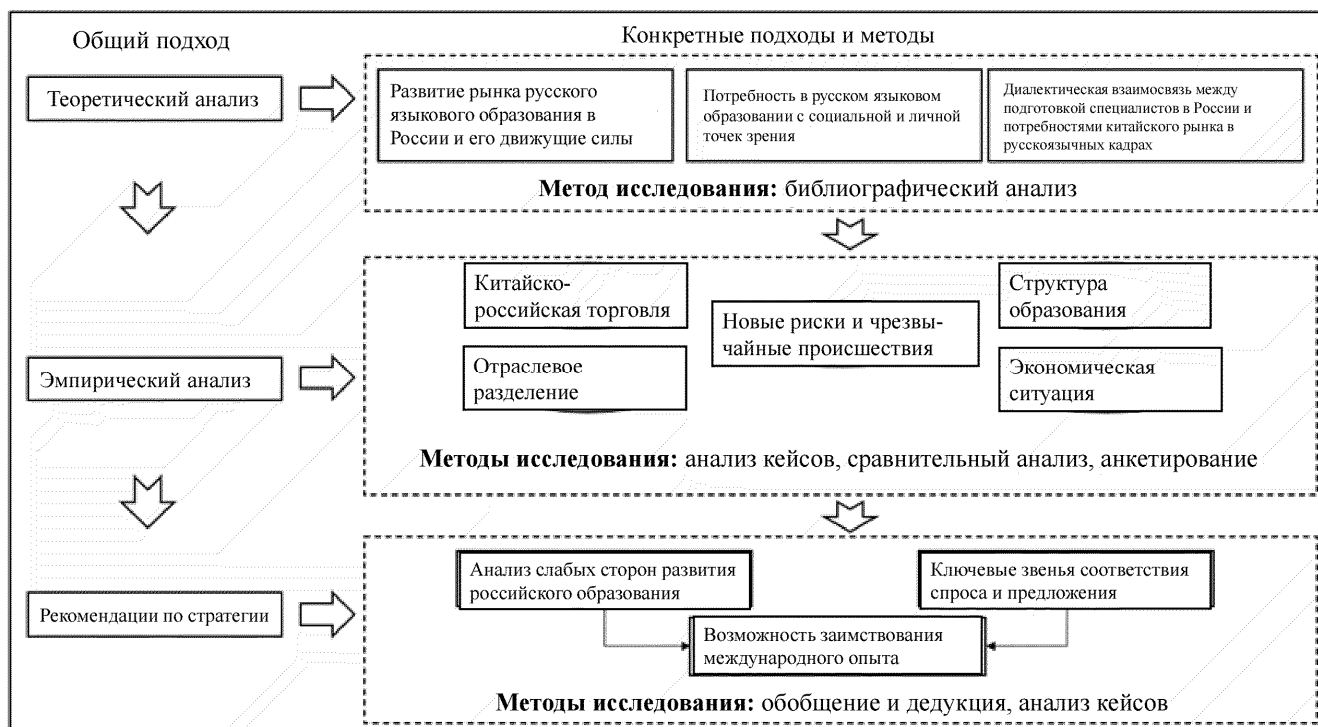 Общий подход
Конкретные подходы и методы
Теоретический анализ
Развитие рынка русского
языкового образования в
России и его движущие силы
Потребность в русском языковом
образовании с социальной и личной
точек зрения
Диалектическая взаимосвязь между
подготовкой специалистов в России и
потребностями китайского рынка в
русскоязычных кадрах
Метод исследования: библиографический анализ
Эмпирический анализ
Китайско-
российская торговля
Отраслевое
разделение
Новые риски и чрезвы-
чайные происшествия
Структура
образования
Экономическая
ситуация
Методы исследования: анализ кейсов, сравнительный анализ, анкетирование
Рекомендации по стратегии
Анализ слабых сторон развития
российского образования
Ключевые звенья соответствия
спроса и предложения
Возможность заимствования
международного опыта
Методы исследования: обобщение и дедукция, анализ кейсов